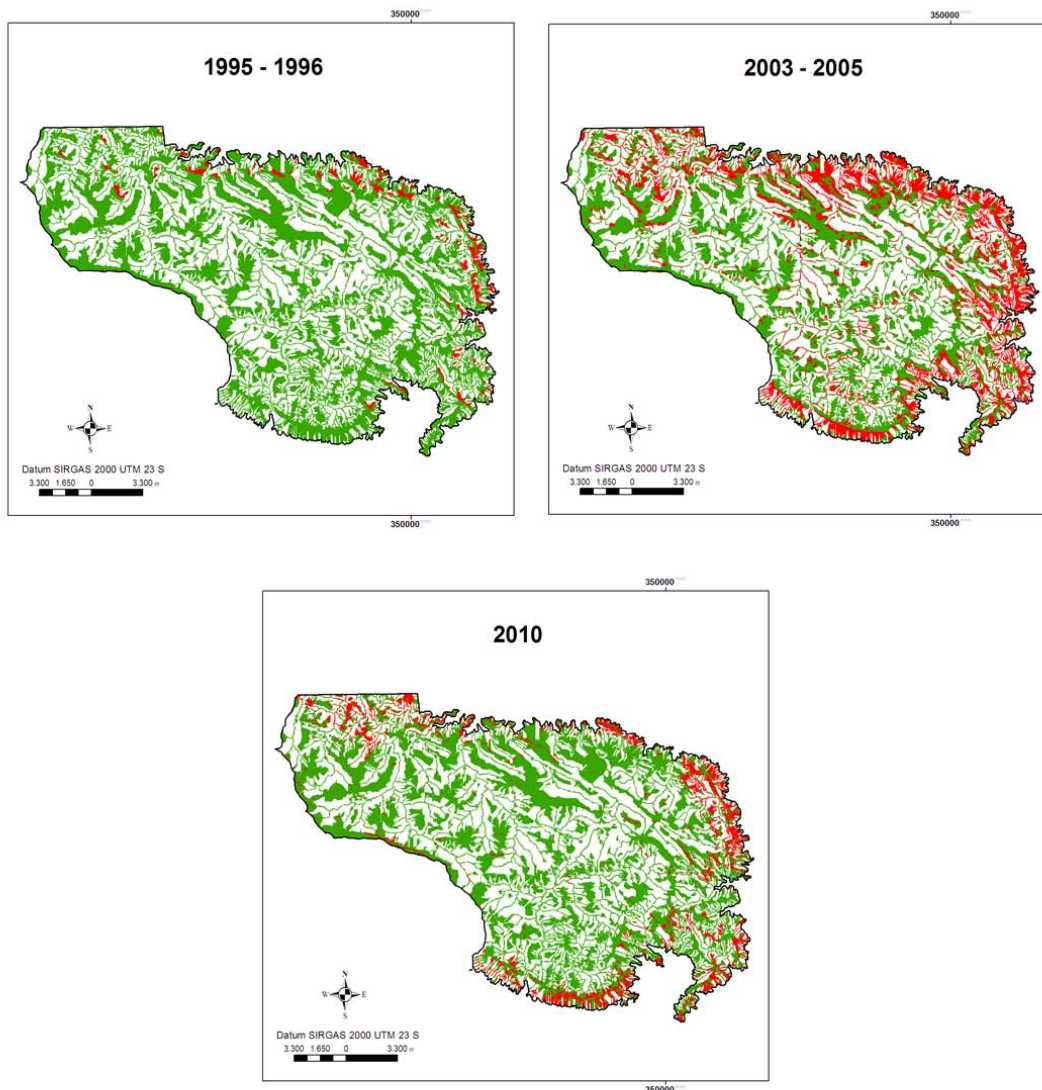 350000
1995 - 1996
N
W E
S
Datum SIRGAS 2000 UTM 23 S
3.300 1.650 0 3.300 m
350000
350000
2003 - 2005
N
W E
S
Datum SIRGAS 2000 UTM 23 S
3.300 1.650 0 3.300 m
350000
350000
2010
N
W E
S
Datum SIRGAS 2000 UTM 23 S
3.300 1.650 0 3.300 m
350000